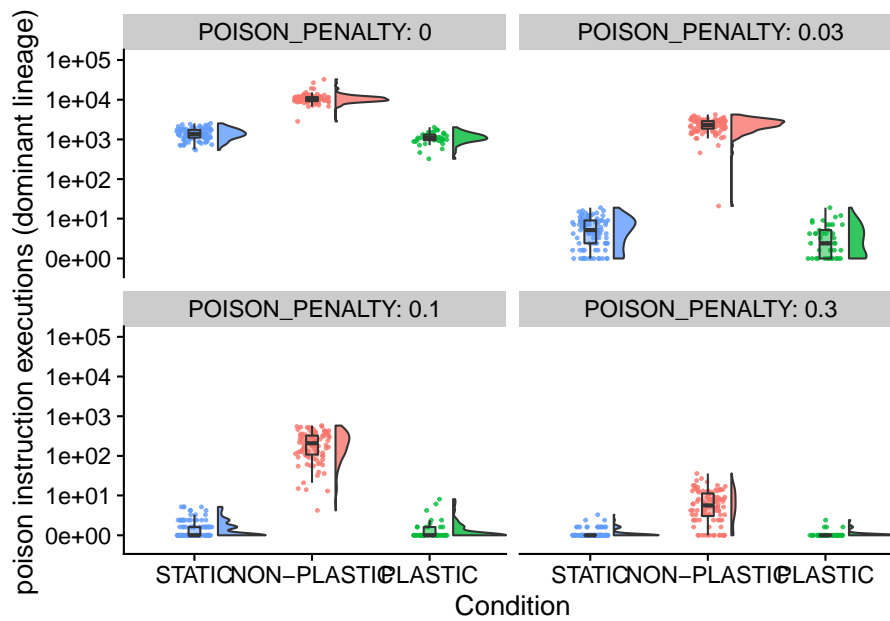 POISON_PENALTY: 0
POISON_PENALTY: 0.03
1e+05
1e+04
1e+03
1e+02
1e+01
0e+00
POISON_PENALTY: 0.1
POISON_PENALTY: 0.3
1e+05
1e+04
1e+03
1e+02
1e+01
0e+00
STATIC NON−PLASTIC PLASTIC
STATIC NON−PLASTIC PLASTIC
Condition
poison instruction executions (dominant lineage)